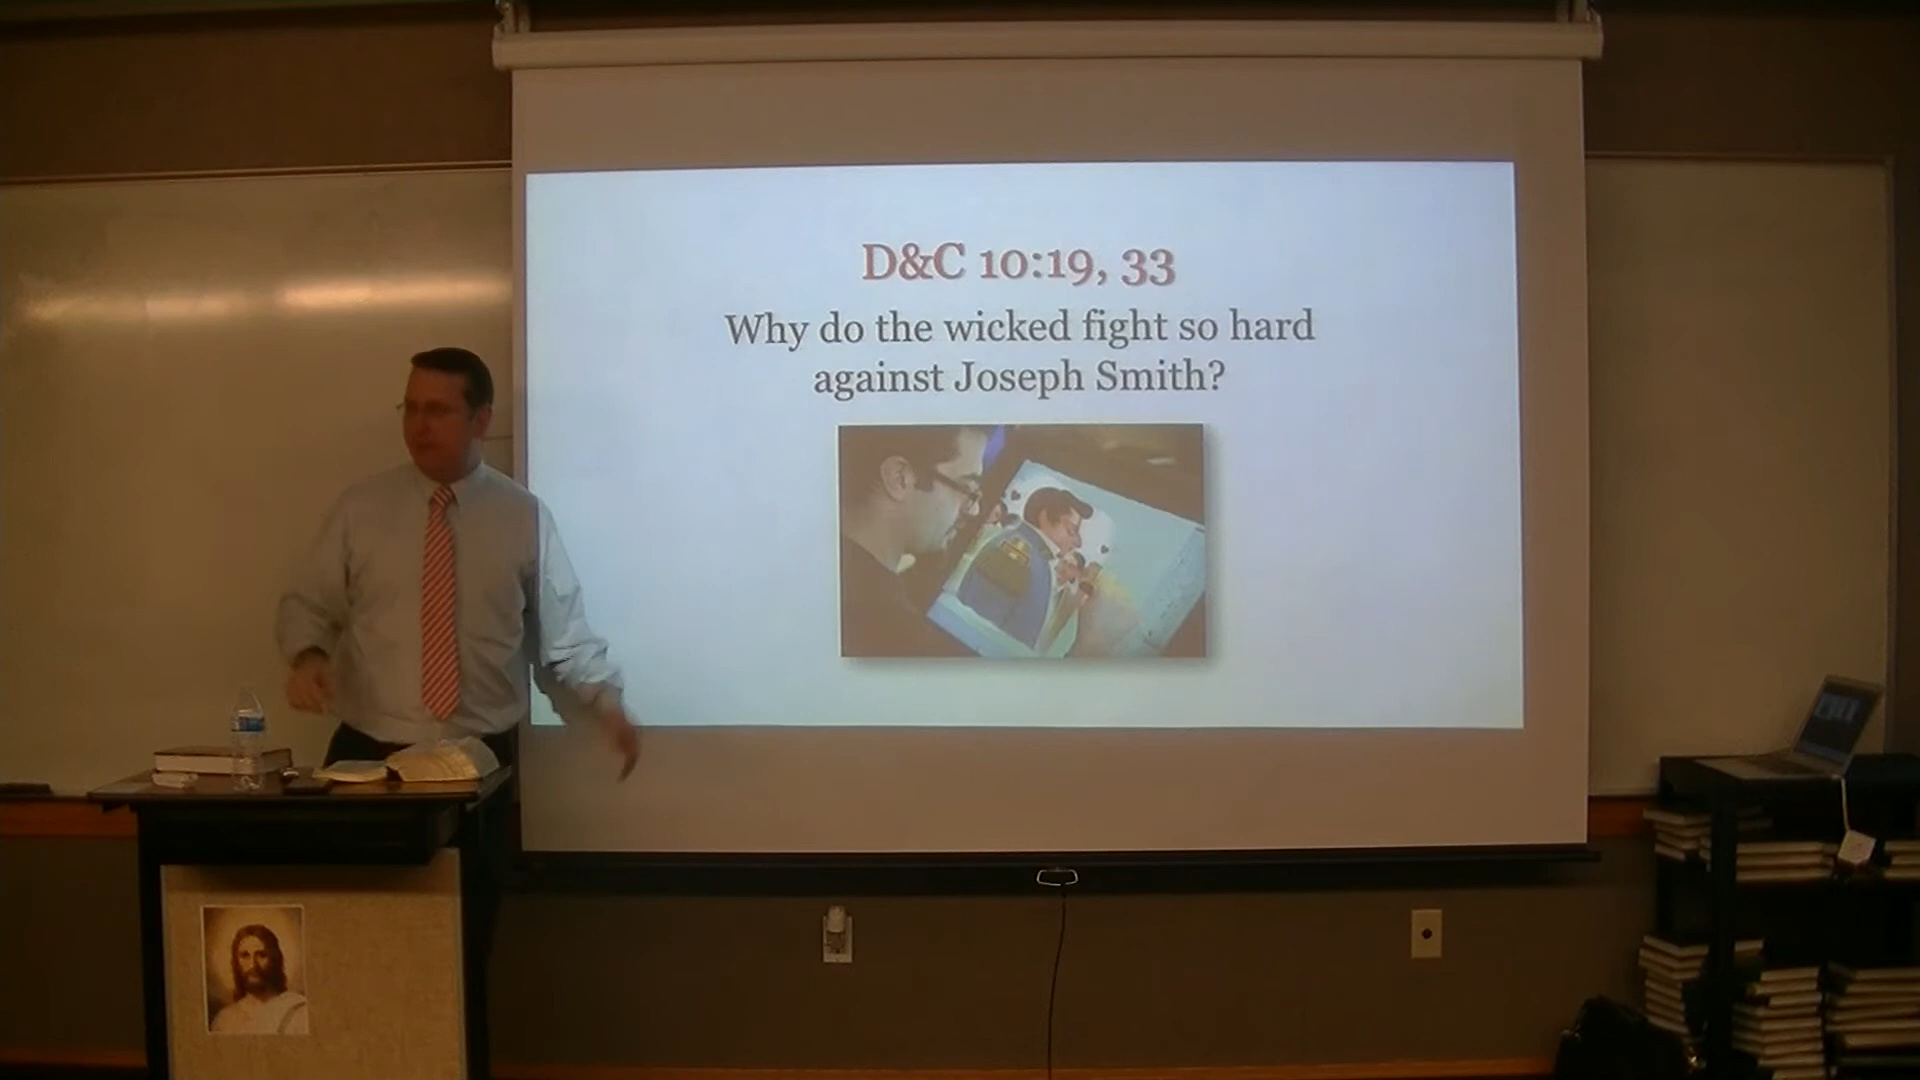 D&C 10:19, 33
Why do the wicked fight so hard
against Joseph Smith?